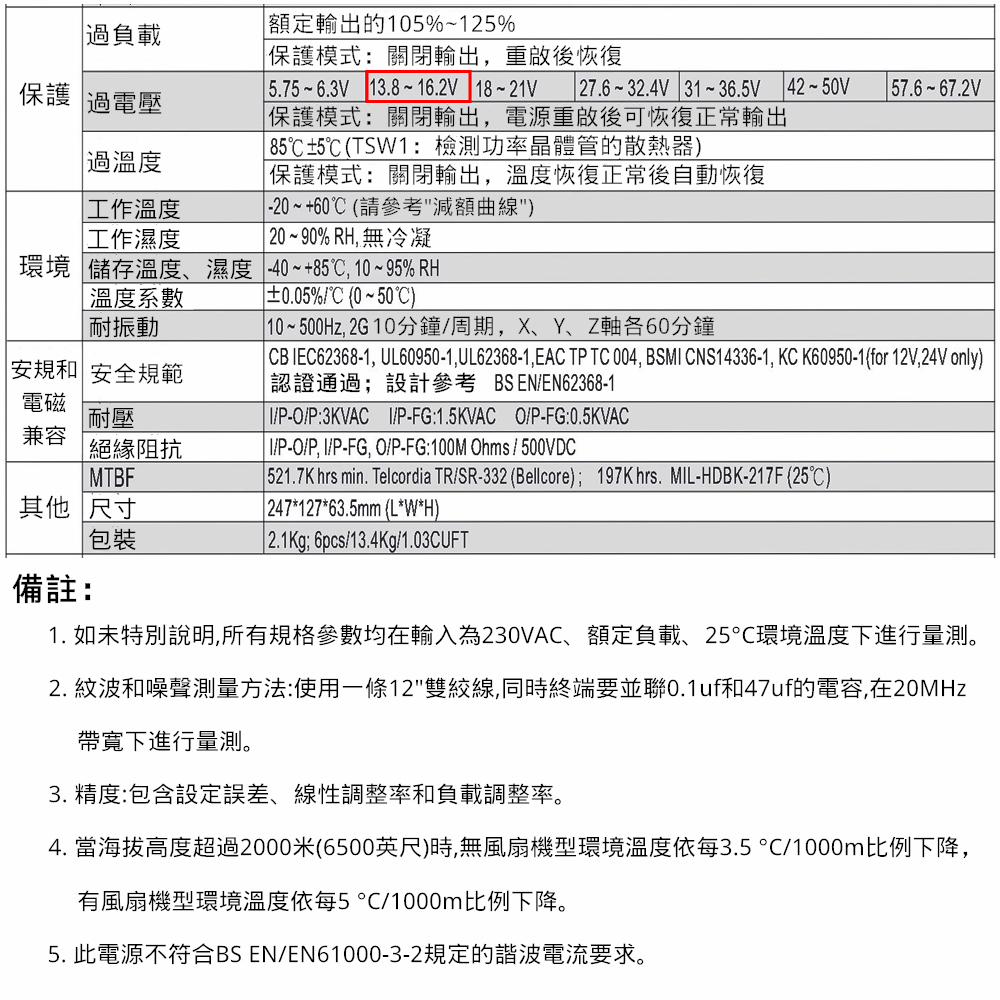 保護
過負載
額定輸出的105%~125%
保護模式：關閉輸出，重啟後恢復
過電壓
5.75 ~ 6.3V 13.8 ~ 16.2V 18 ~ 21V 27.6 ~ 32.4V 31 ~ 36.5V 42 ~ 50V 57.6 ~ 67.2V
保護模式：關閉輸出，電源重啟後可恢復正常輸出
過溫度
85℃±5℃(TSW1：檢測功率晶體管的散熱器)
保護模式：關閉輸出，溫度恢復正常後自動恢復
環境
工作溫度 -20 ~ +60℃ (請參考"減額曲線")
工作濕度 20 ~ 90% RH,無冷凝
儲存溫度、濕度 -40 ~ +85℃, 10 ~ 95% RH
溫度系數 ±0.05%/℃ (0 ~ 50℃)
耐振動 10 ~ 500Hz, 2G 10分鐘/周期，X、Y、Z軸各60分鐘
安規和
電磁
兼容
安全規範
CB IEC62368-1, UL60950-1,UL62368-1,EAC TP TC 004, BSMI CNS14336-1, KC K60950-1(for 12V,24V only)
認證通過；設計參考 BS EN/EN62368-1
耐壓 I/P-O/P:3KVAC I/P-FG:1.5KVAC O/P-FG:0.5KVAC
絕緣阻抗 I/P-O/P, I/P-FG, O/P-FG:100M Ohms / 500VDC
其他
MTBF 521.7K hrs min. Telcordia TR/SR-332 (Bellcore) ; 197K hrs. MIL-HDBK-217F (25℃)
尺寸 247*127*63.5mm (L*W*H)
包裝 2.1Kg; 6pcs/13.4Kg/1.03CUFT
備註：
1. 如未特別說明,所有規格參數均在輸入為230VAC、額定負載、25°C環境溫度下進行量測。
2. 紋波和噪聲測量方法:使用一條12"雙絞線,同時終端要並聯0.1uf和47uf的電容,在20MHz
帶寬下進行量測。
3. 精度:包含設定誤差、線性調整率和負載調整率。
4. 當海拔高度超過2000米(6500英尺)時,無風扇機型環境溫度依每3.5 °C/1000m比例下降，
有風扇機型環境溫度依每5 °C/1000m比例下降。
5. 此電源不符合BS EN/EN61000-3-2規定的諧波電流要求。